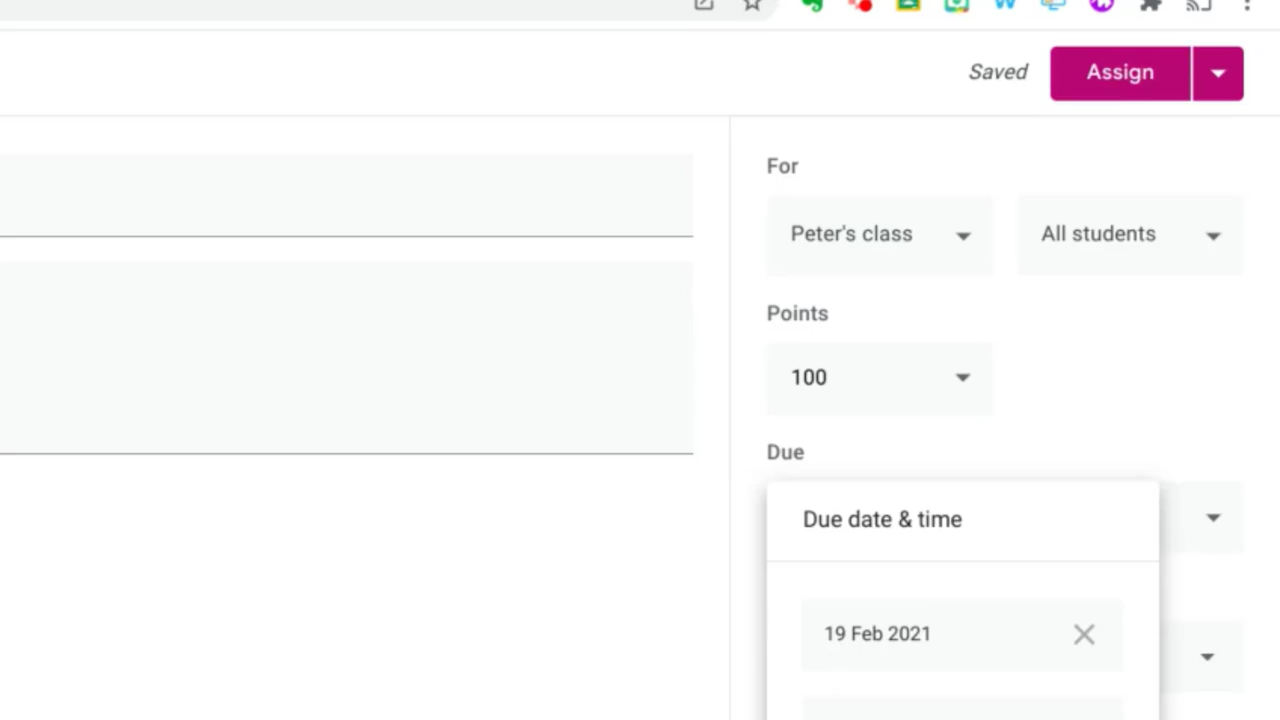 Saved
Assign
For
Peter's class
All students
Points
100
Due
Due date & time
19 Feb 2021